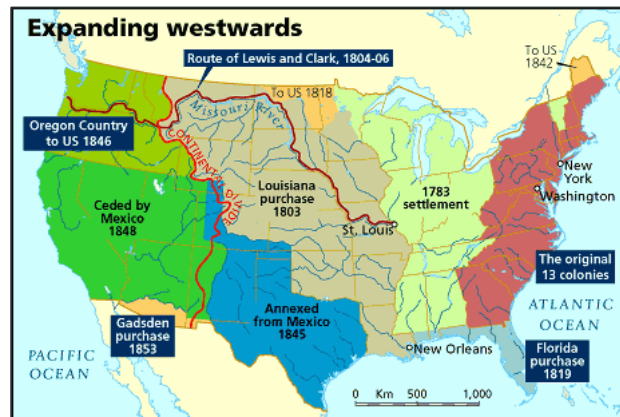 Expanding westwards
Route of Lewis and Clark, 1804-06
To US
1842
To US 1818
Missouri River
Oregon Country
to US 1846
CONTINENTAL DIVIDE
New
York
Washington
1783
settlement
Louisiana
purchase
1803
Ceded by
Mexico
1848
St. Louis
The original
13 colonies
Annexed
from Mexico
1845
ATLANTIC
OCEAN
Gadsden
purchase
1853
PACIFIC
OCEAN
New Orleans
Florida
purchase
1819
0 Km 500 1,000